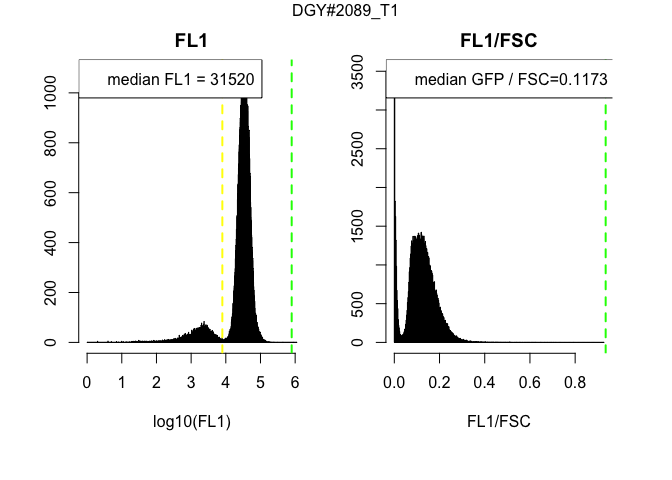 DGY#2089_T1
FL1
median FL1 = 31520
0 200 400 600 800 1000
0 1 2 3 4 5 6
log10(FL1)
FL1/FSC
median GFP / FSC=0.1173
0 500 1500 2500 3500
0.0 0.2 0.4 0.6 0.8
FL1/FSC